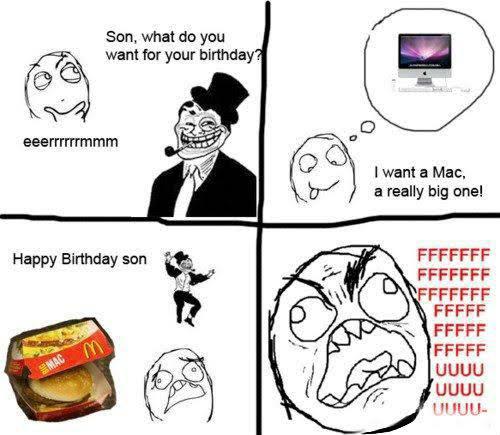 Son, what do you
want for your birthday?
eeerrrrrrmmm
I want a Mac,
a really big one!
Happy Birthday son
BIG MAC
FFFFFFF
FFFFFFF
FFFFFFF
FFFFF
FFFFF
FFFFF
UUUU
UUUU
UUUU-